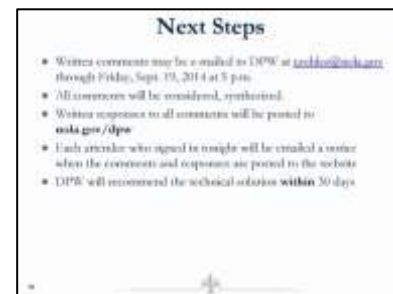 Next Steps
Written comments may be e-mailed to DPW at
through Friday, Sept. 19, 2014 at 5 p.m.
All comments will be considered, synthesized.
Written responses to all comments will be posted to
nola.gov/dpw
Each attendee who signed in tonight will be emailed a notice
when the comments and responses are posted to the website
DPW will recommend the technical solution within 30 days